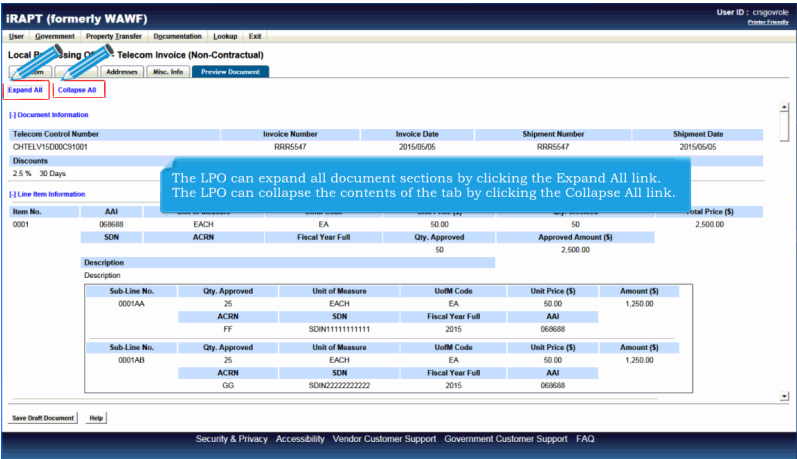 iRAPT (formerly WAWF)
User ID : crsgovrole
Printer Friendly
User Government Property Transfer Documentation Lookup Exit
Telecom Invoice (Non-Contractual)
Addresses Misc. Info Preview Document
Expand All Collapse All
[-] Document Information
Telecom Control Number Invoice Number Invoice Date Shipment Number Shipment Date
CHTELV15D00C91001 RRR5547 2015/05/05 RRR5547 2015/05/05
Discounts
2.5 % 30 Days
The LPO can expand all document sections by clicking the Expand All link.
The LPO can collapse the contents of the tab by clicking the Collapse All link.
[-] Line Item Information
Item No. AAI Total Price ($)
0001 068688 EACH EA 50.00 50 2,500.00
SDN ACRN Fiscal Year Full Qty. Approved Approved Amount ($)
50 2,500.00
Description
Description
Sub-Line No. Qty. Approved Unit of Measure UofM Code Unit Price ($) Amount ($)
0001AA 25 EACH EA 50.00 1,250.00
ACRN SDN Fiscal Year Full AAI
FF SDIN11111111111 2015 068688
Sub-Line No. Qty. Approved Unit of Measure UofM Code Unit Price ($) Amount ($)
0001AB 25 EACH EA 50.00 1,250.00
ACRN SDN Fiscal Year Full AAI
GG SDIN22222222222 2015 068688
Save Draft Document Help
Security & Privacy Accessibility Vendor Customer Support Government Customer Support FAQ